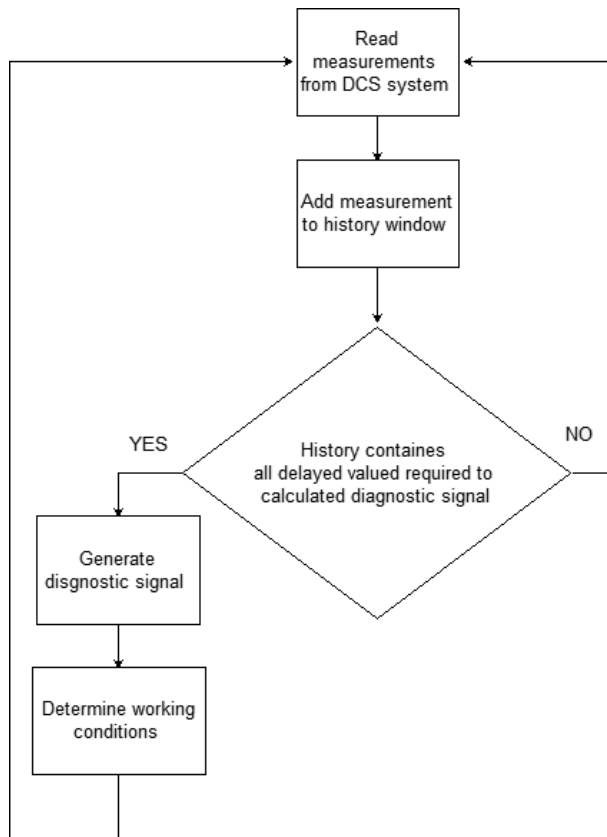 Read
measurements
from DCS system
Add measurement
to history window
YES
NO
History containes
all delayed valued required to
calculated diagnostic signal
Generate
disgnostic signal
Determine working
conditions